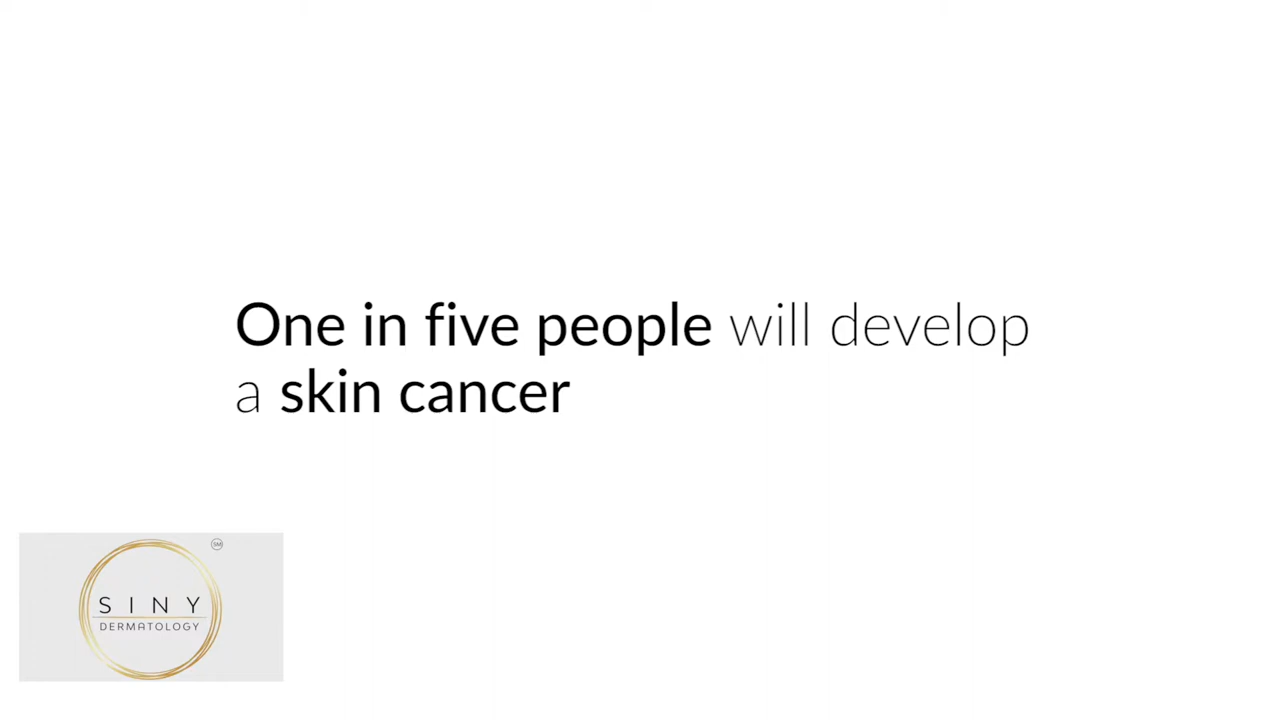 One in five people will develop
a skin cancer
SM
SINY
DERMATOLOGY